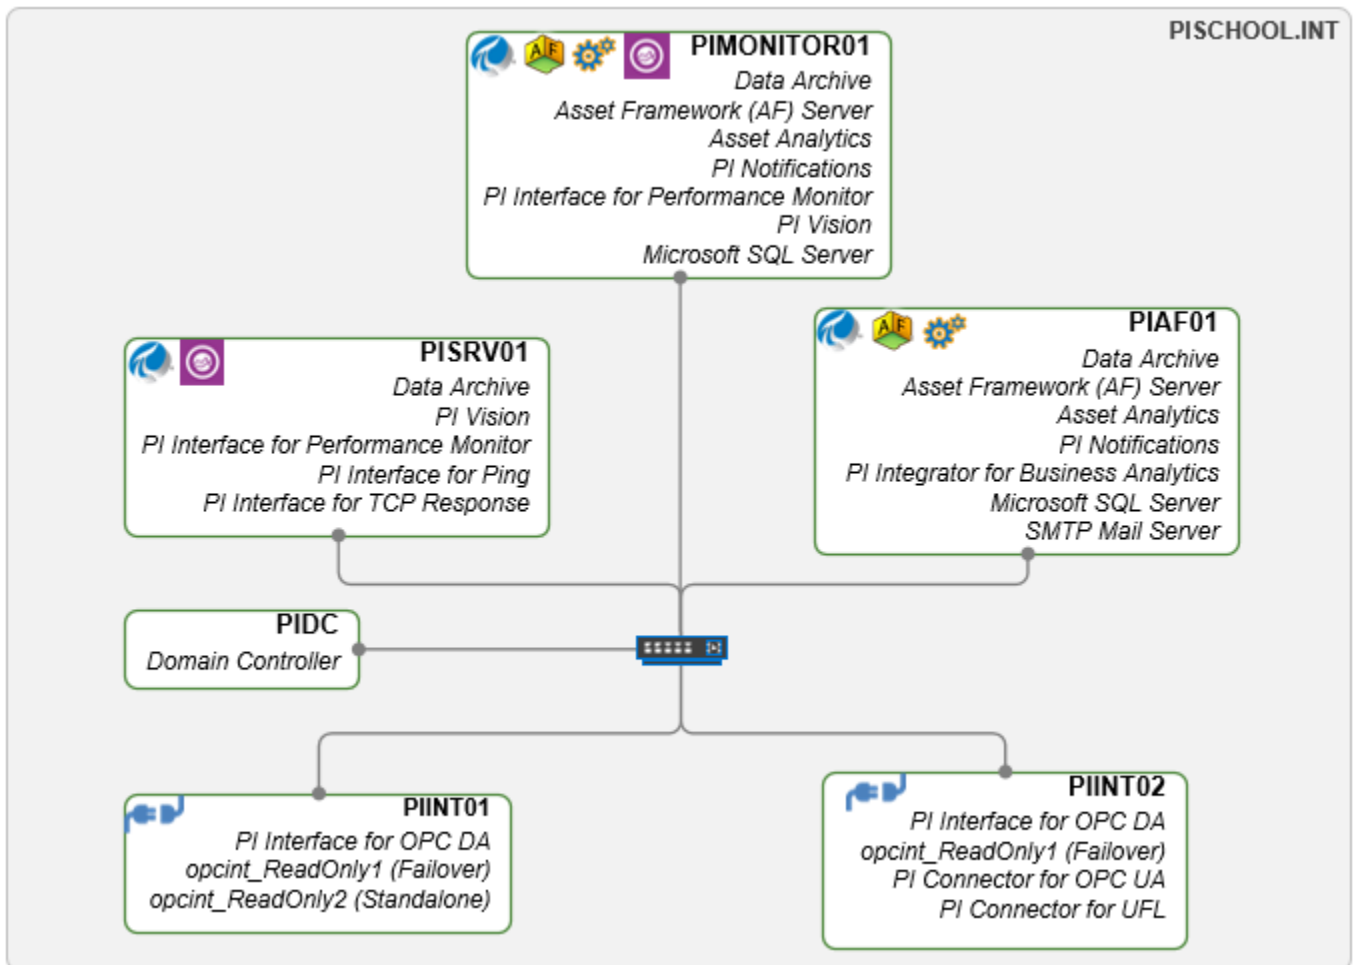 PISCHOOL.INT
PIMONITOR01
Data Archive
Asset Framework (AF) Server
Asset Analytics
PI Notifications
PI Interface for Performance Monitor
PI Vision
Microsoft SQL Server
PISRV01
Data Archive
PI Vision
PI Interface for Performance Monitor
PI Interface for Ping
PI Interface for TCP Response
AF
PIAF01
Data Archive
Asset Framework (AF) Server
Asset Analytics
PI Notifications
PI Integrator for Business Analytics
Microsoft SQL Server
SMTP Mail Server
AF
PIDC
Domain Controller
PIINT01
PI Interface for OPC DA
opcint_ReadOnly1 (Failover)
opcint_ReadOnly2 (Standalone)
PIINT02
PI Interface for OPC DA
opcint_ReadOnly1 (Failover)
PI Connector for OPC UA
PI Connector for UFL